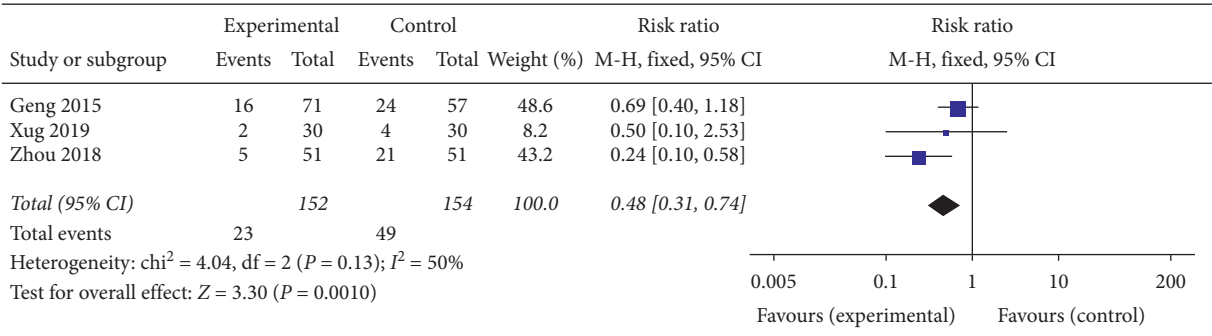 Experimental Control Risk ratio Risk ratio
Study or subgroup Events Total Events Total Weight (%) M-H, fixed, 95% CI M-H, fixed, 95% CI
Geng 2015 16 71 24 57 48.6 0.69 [0.40, 1.18]
Xug 2019 2 30 4 30 8.2 0.50 [0.10, 2.53]
Zhou 2018 5 51 21 51 43.2 0.24 [0.10, 0.58]
Total (95% CI) 152 154 100.0 0.48 [0.31, 0.74]
Total events 23 49
Heterogeneity: chi² = 4.04, df = 2 (P = 0.13); I² = 50%
Test for overall effect: Z = 3.30 (P = 0.0010)
0.005 0.1 1 10 200
Favours (experimental) Favours (control)